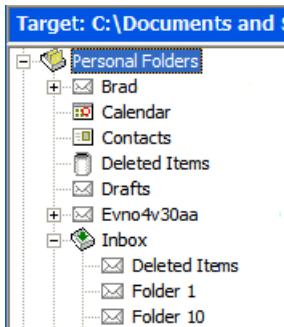 Target: C:\Documents and
Personal Folders
Brad
Calendar
Contacts
Deleted Items
Drafts
Evno4v30aa
Inbox
Deleted Items
Folder 1
Folder 10